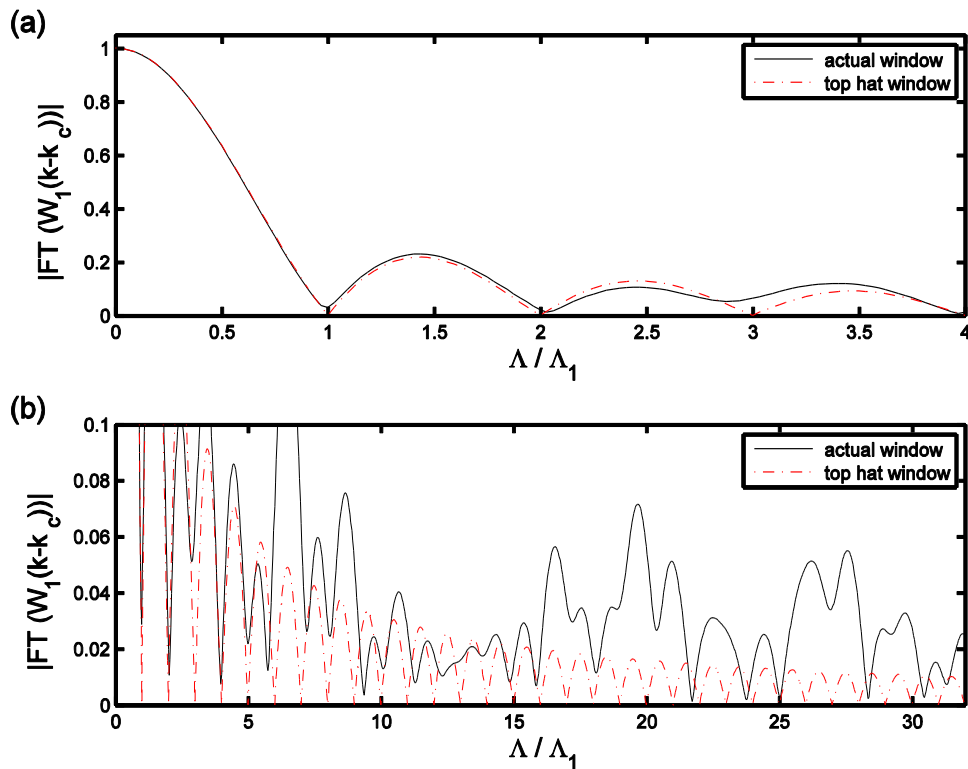 (a)
|FT (W₁(k-k_c))|
1
0.8
0.6
0.4
0.2
0
actual window
top hat window
0 0.5 1 1.5 2 2.5 3 3.5 4
Λ / Λ₁
(b)
|FT (W₁(k-k_c))|
0.1
0.08
0.06
0.04
0.02
0
actual window
top hat window
0 5 10 15 20 25 30
Λ / Λ₁